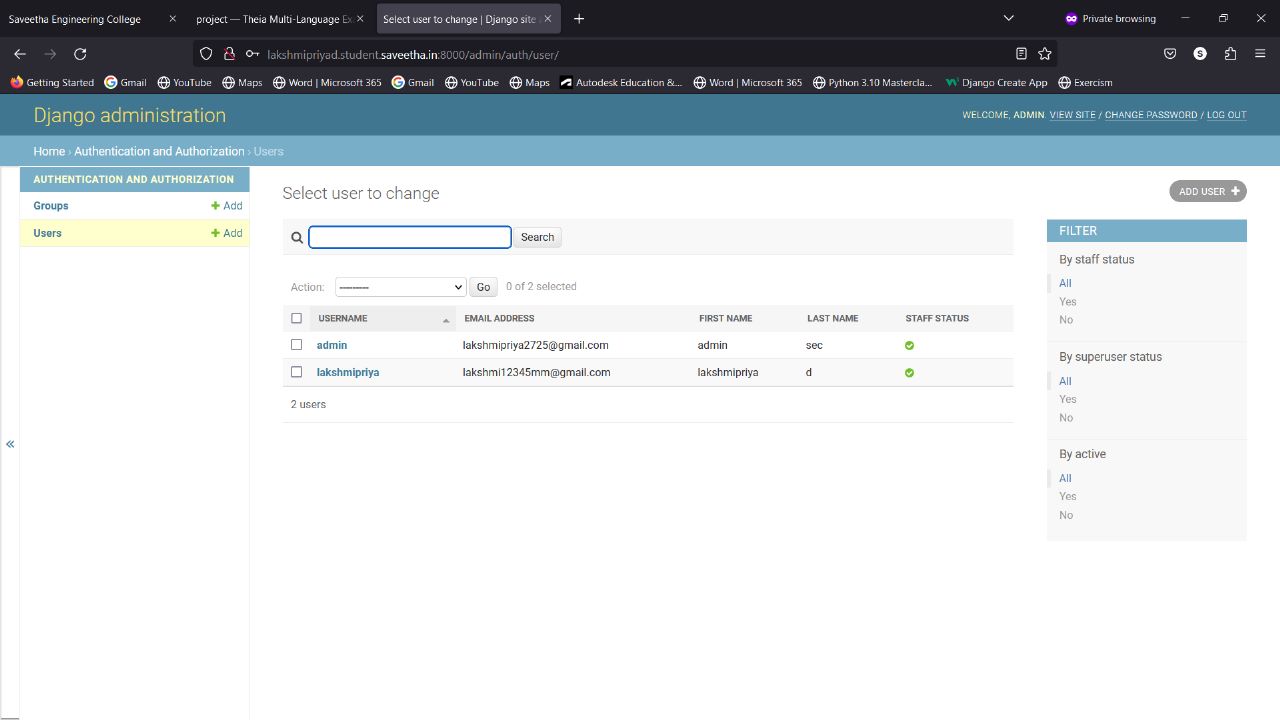 Saveetha Engineering College
project — Theia Multi-Language Ex
Select user to change | Django site
Private browsing
lakshmipriyad.student.saveetha.in:8000/admin/auth/user/
S
Getting Started Gmail YouTube Maps Word | Microsoft 365 Gmail YouTube Maps Autodesk Education &... Word | Microsoft 365 Python 3.10 Mastercla... Django Create App Exercism
Django administration
WELCOME, ADMIN. VIEW SITE / CHANGE PASSWORD / LOG OUT
Home › Authentication and Authorization › Users
AUTHENTICATION AND AUTHORIZATION
Groups + Add
Users + Add
«
Select user to change
ADD USER +
Search
Action: --------- Go 0 of 2 selected
USERNAME EMAIL ADDRESS FIRST NAME LAST NAME STAFF STATUS
admin lakshmipriya2725@gmail.com admin sec
lakshmipriya lakshmi12345mm@gmail.com lakshmipriya d
2 users
FILTER
By staff status
All
Yes
No
By superuser status
All
Yes
No
By active
All
Yes
No